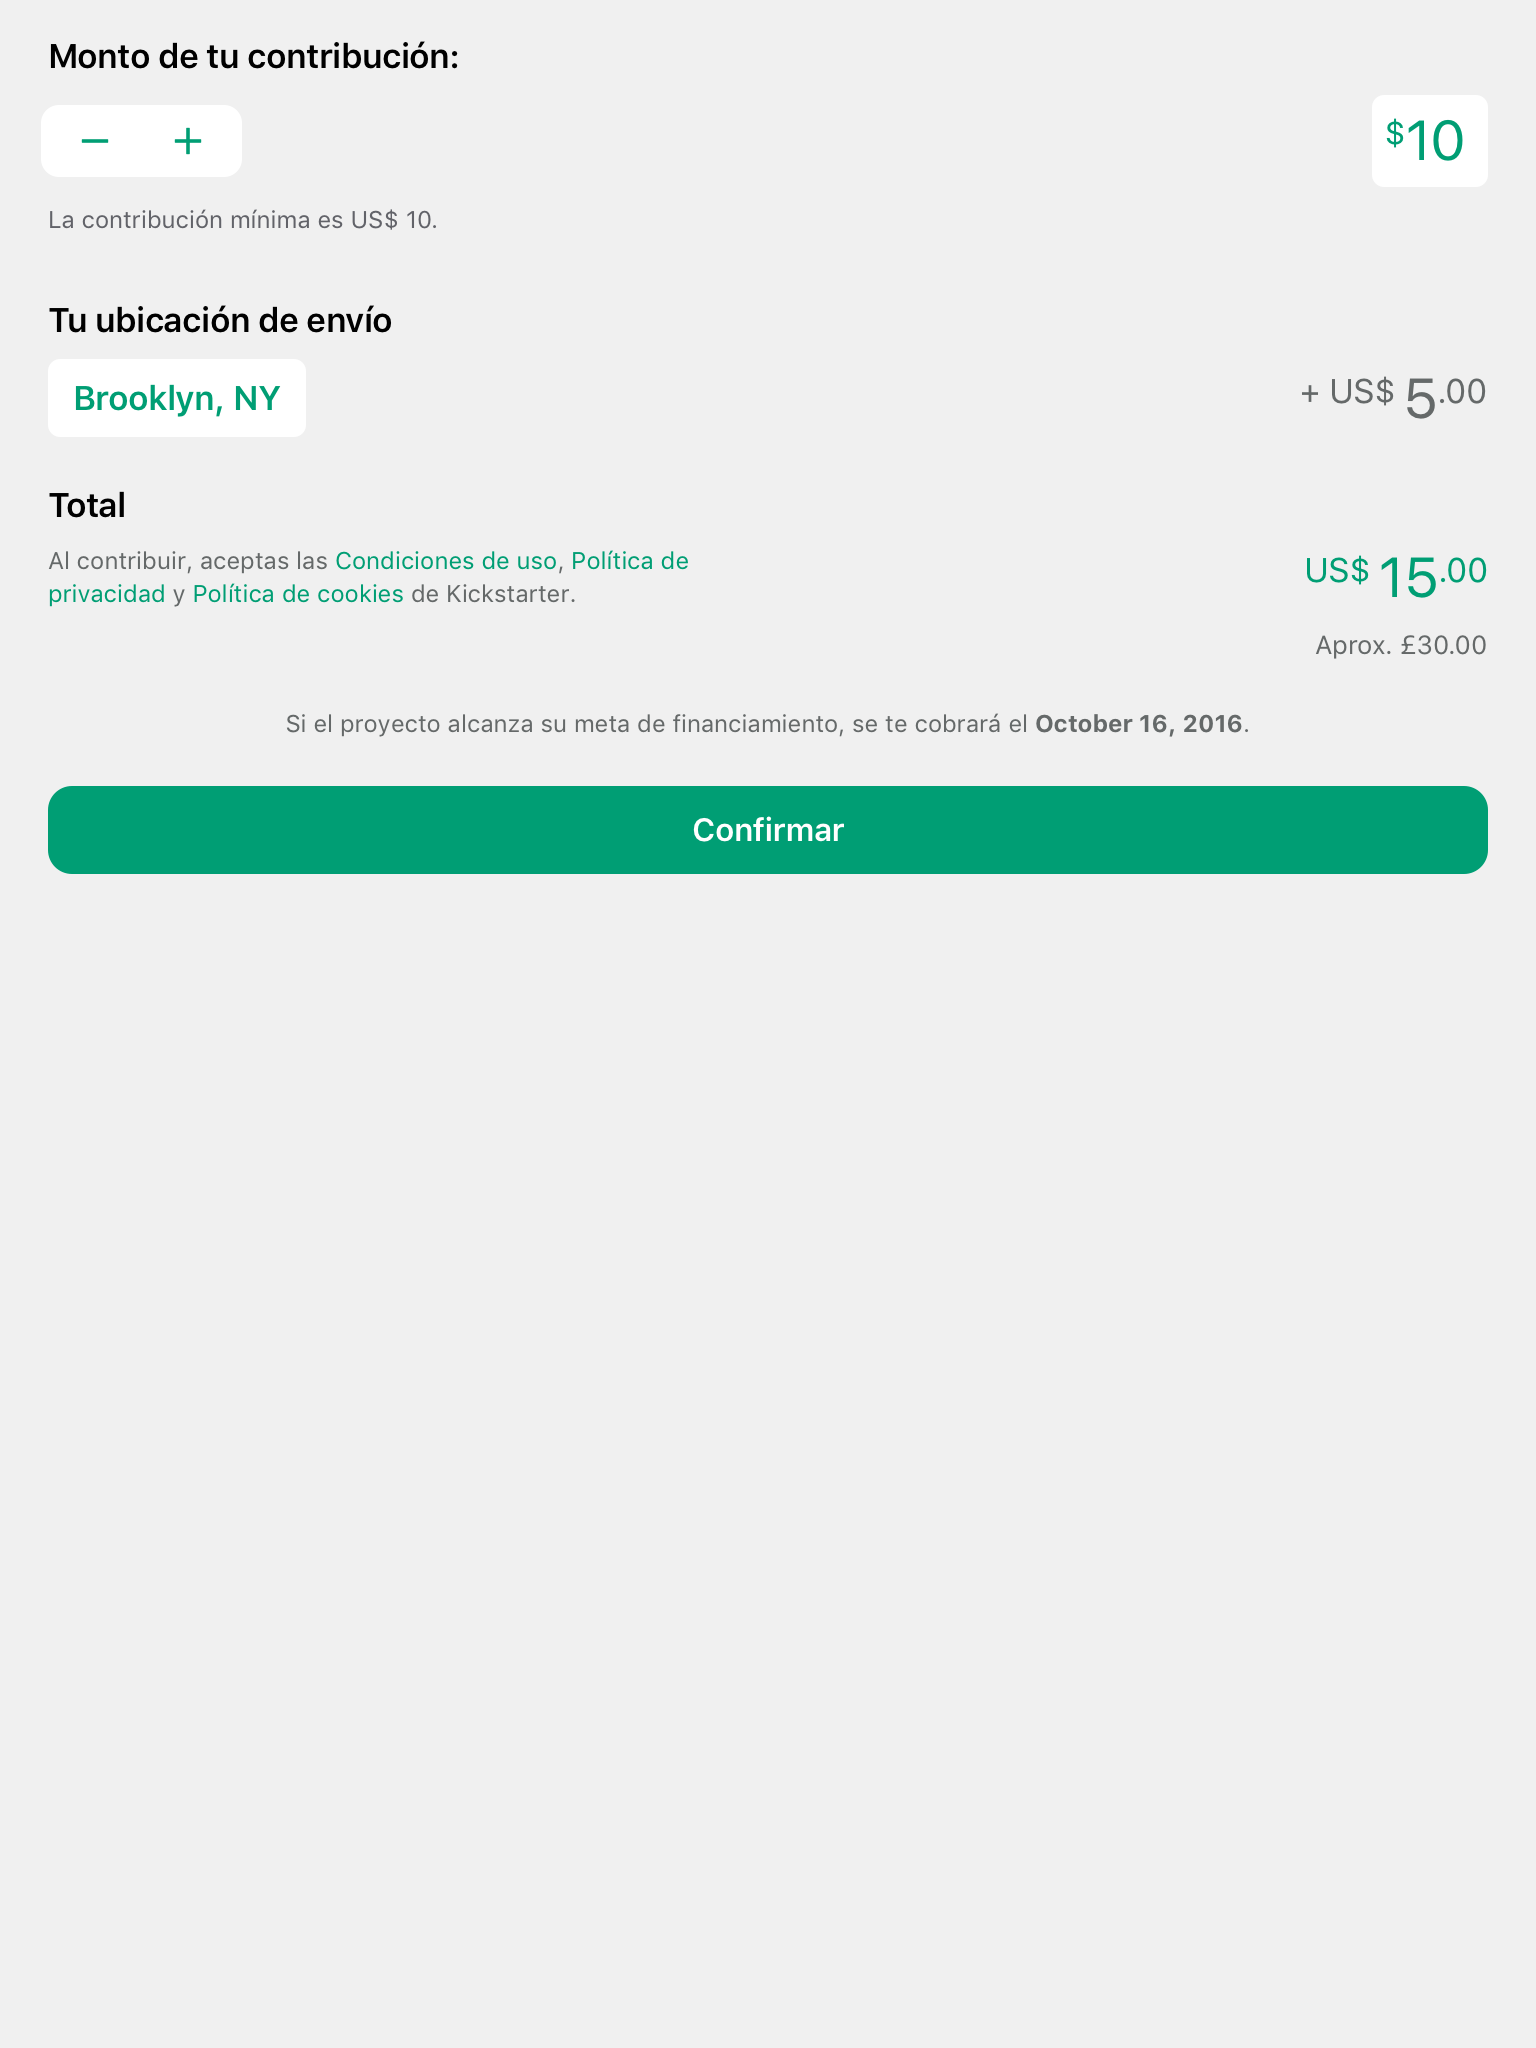 Monto de tu contribución:
− +
$10
La contribución mínima es US$ 10.
Tu ubicación de envío
Brooklyn, NY
+ US$ 5.00
Total
Al contribuir, aceptas las Condiciones de uso, Política de
privacidad y Política de cookies de Kickstarter.
US$ 15.00
Aprox. £30.00
Si el proyecto alcanza su meta de financiamiento, se te cobrará el October 16, 2016.
Confirmar